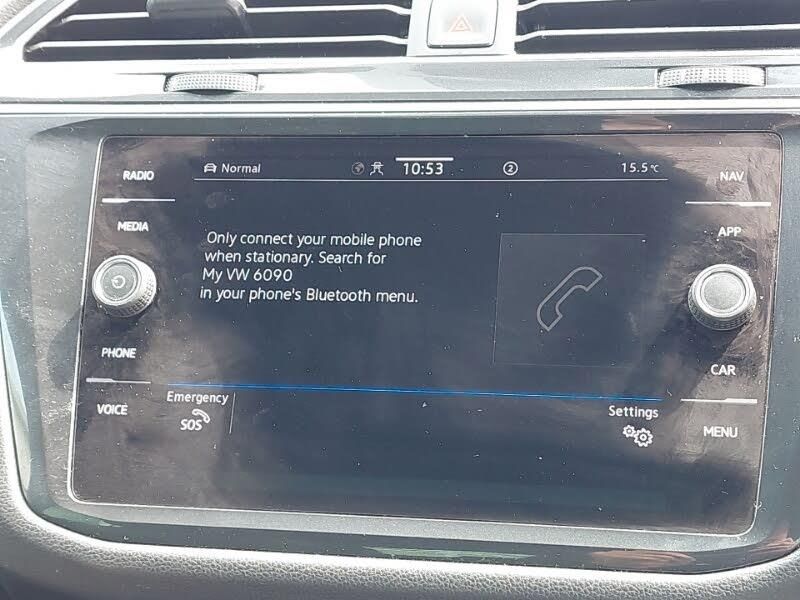 RADIO
MEDIA
PHONE
VOICE
Normal
10:53
2
15.5°C
Only connect your mobile phone
when stationary. Search for
My VW 6090
in your phone's Bluetooth menu.
Emergency
SOS
Settings
NAV
APP
CAR
MENU